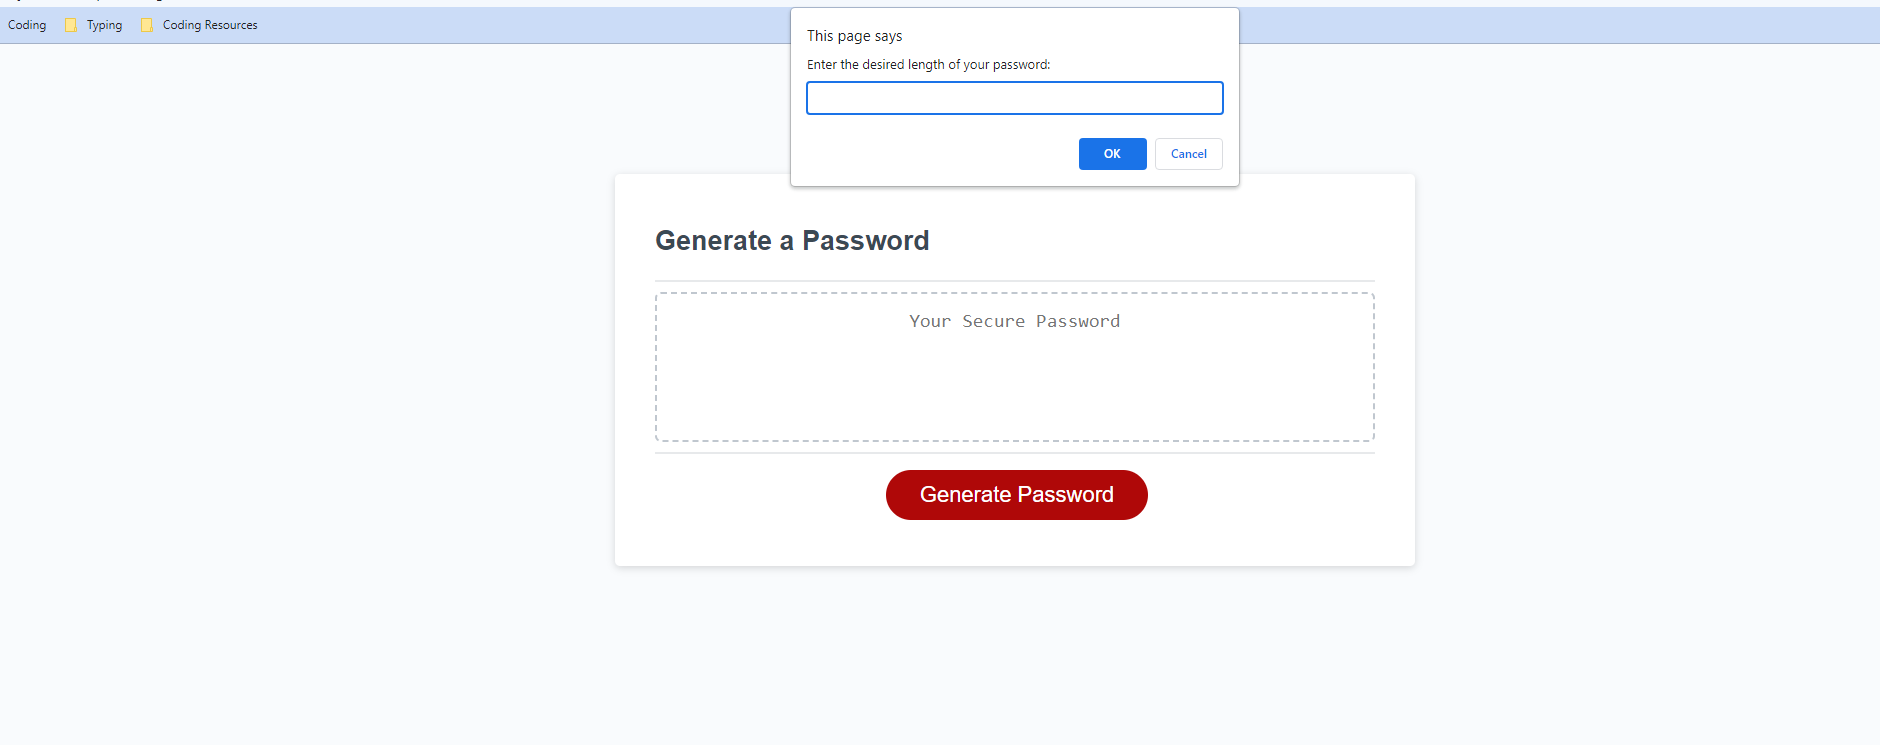 Coding Typing Coding Resources
This page says
Enter the desired length of your password:
OK Cancel
Generate a Password
Your Secure Password
Generate Password